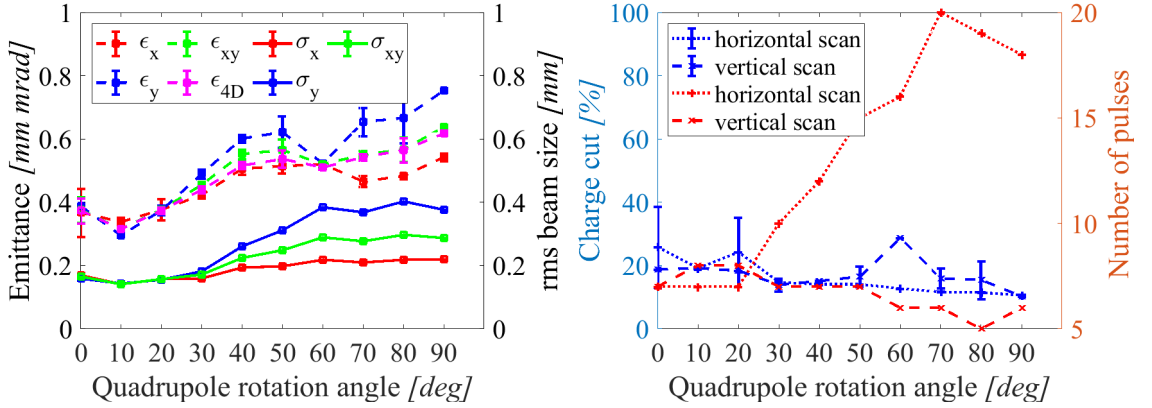 Emittance [mm mrad]
1
0.8
0.6
0.4
0.2
0
ϵx ϵxy σx σxy
ϵy ϵ4D σy
0 10 20 30 40 50 60 70 80 90
Quadrupole rotation angle [deg]
1
0.8
0.6
0.4
0.2
0
rms beam size [mm]
Charge cut [%]
100
80
60
40
20
0
horizontal scan
vertical scan
horizontal scan
vertical scan
0 10 20 30 40 50 60 70 80 90
Quadrupole rotation angle [deg]
20
15
10
5
Number of pulses